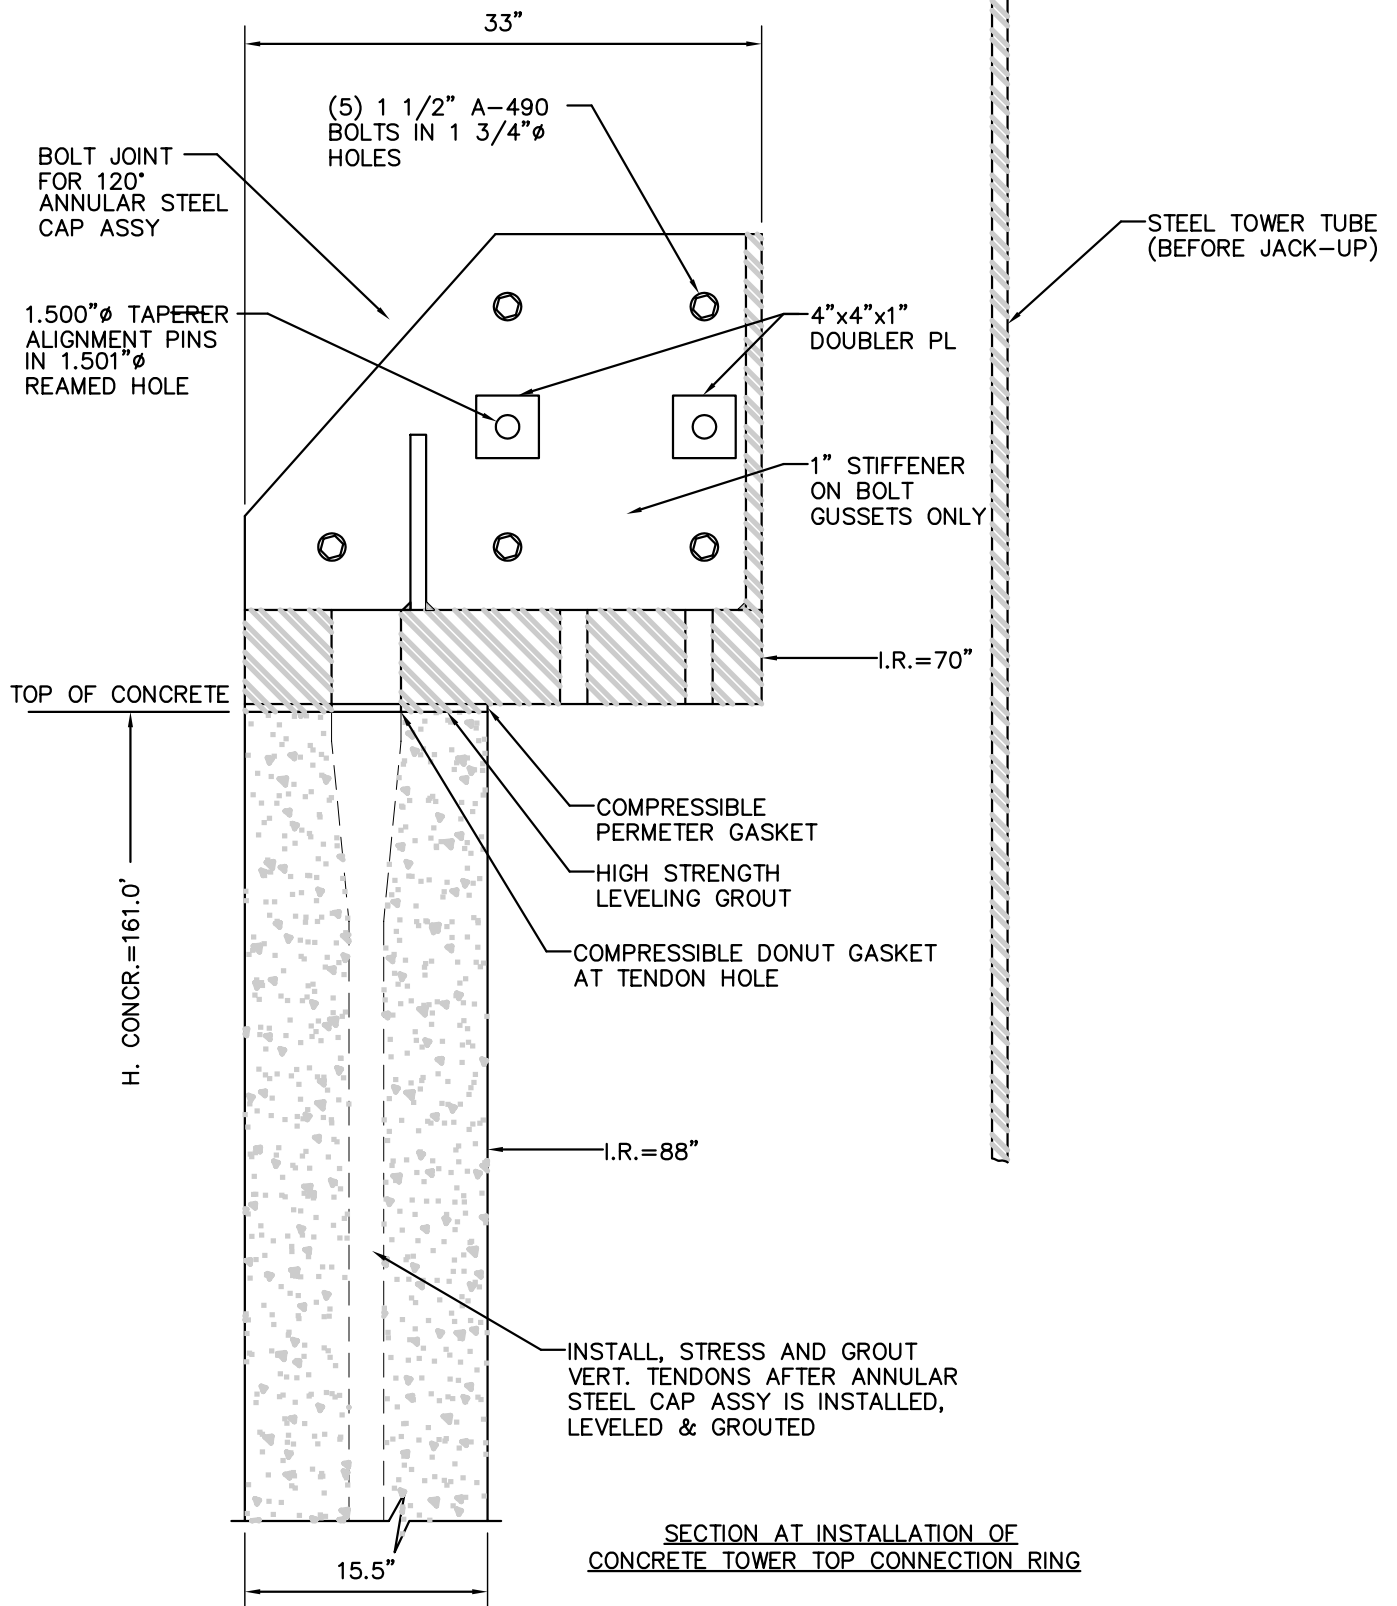 33”
(5) 1 1/2” A-490
BOLTS IN 1 3/4”ø
HOLES
BOLT JOINT
FOR 120°
ANNULAR STEEL
CAP ASSY
STEEL TOWER TUBE
(BEFORE JACK-UP)
1.500”ø TAPERER
ALIGNMENT PINS
IN 1.501”ø
REAMED HOLE
4”x4”x1”
DOUBLER PL
1” STIFFENER
ON BOLT
GUSSETS ONLY
I.R.=70”
TOP OF CONCRETE
COMPRESSIBLE
PERMETER GASKET
HIGH STRENGTH
LEVELING GROUT
COMPRESSIBLE DONUT GASKET
AT TENDON HOLE
H. CONCR.=161.0'
I.R.=88”
INSTALL, STRESS AND GROUT
VERT. TENDONS AFTER ANNULAR
STEEL CAP ASSY IS INSTALLED,
LEVELED & GROUTED
15.5”
SECTION AT INSTALLATION OF
CONCRETE TOWER TOP CONNECTION RING